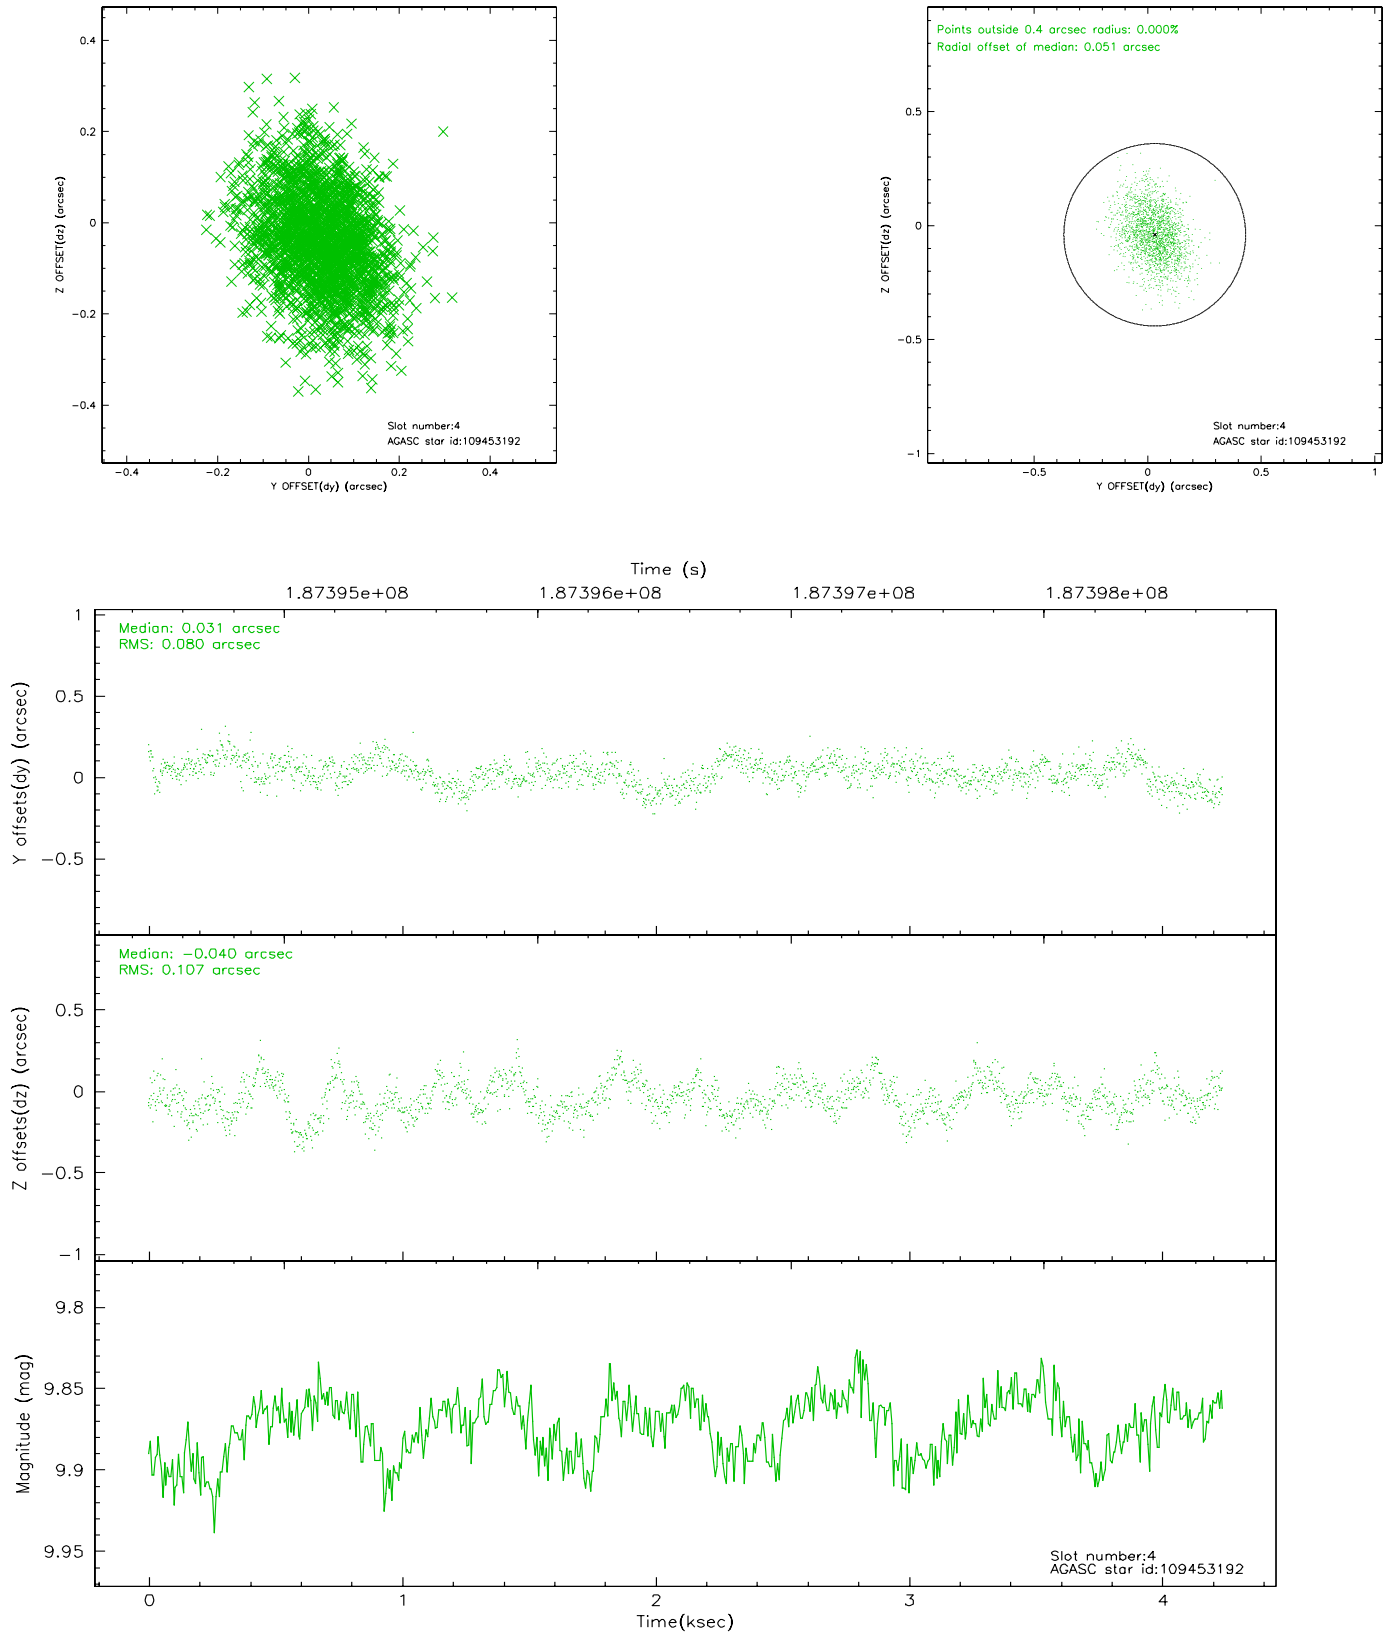 0.4
0.2
0
−0.2
−0.4
Z OFFSET(dz) (arcsec)
Slot number:4
AGASC star id:109453192
−0.4 −0.2 0 0.2 0.4
Y OFFSET(dy) (arcsec)
Points outside 0.4 arcsec radius: 0.000%
Radial offset of median: 0.051 arcsec
0.5
0
−0.5
−1
Z OFFSET(dz) (arcsec)
Slot number:4
AGASC star id:109453192
−0.5 0 0.5 1
Y OFFSET(dy) (arcsec)
Time (s)
1.87395e+08 1.87396e+08 1.87397e+08 1.87398e+08
Median: 0.031 arcsec
RMS: 0.080 arcsec
1
0.5
0
−0.5
Y offsets(dy) (arcsec)
Median: −0.040 arcsec
RMS: 0.107 arcsec
0.5
0
−0.5
−1
Z offsets(dz) (arcsec)
9.8
9.85
9.9
9.95
Magnitude (mag)
Slot number:4
AGASC star id:109453192
0 1 2 3 4
Time(ksec)